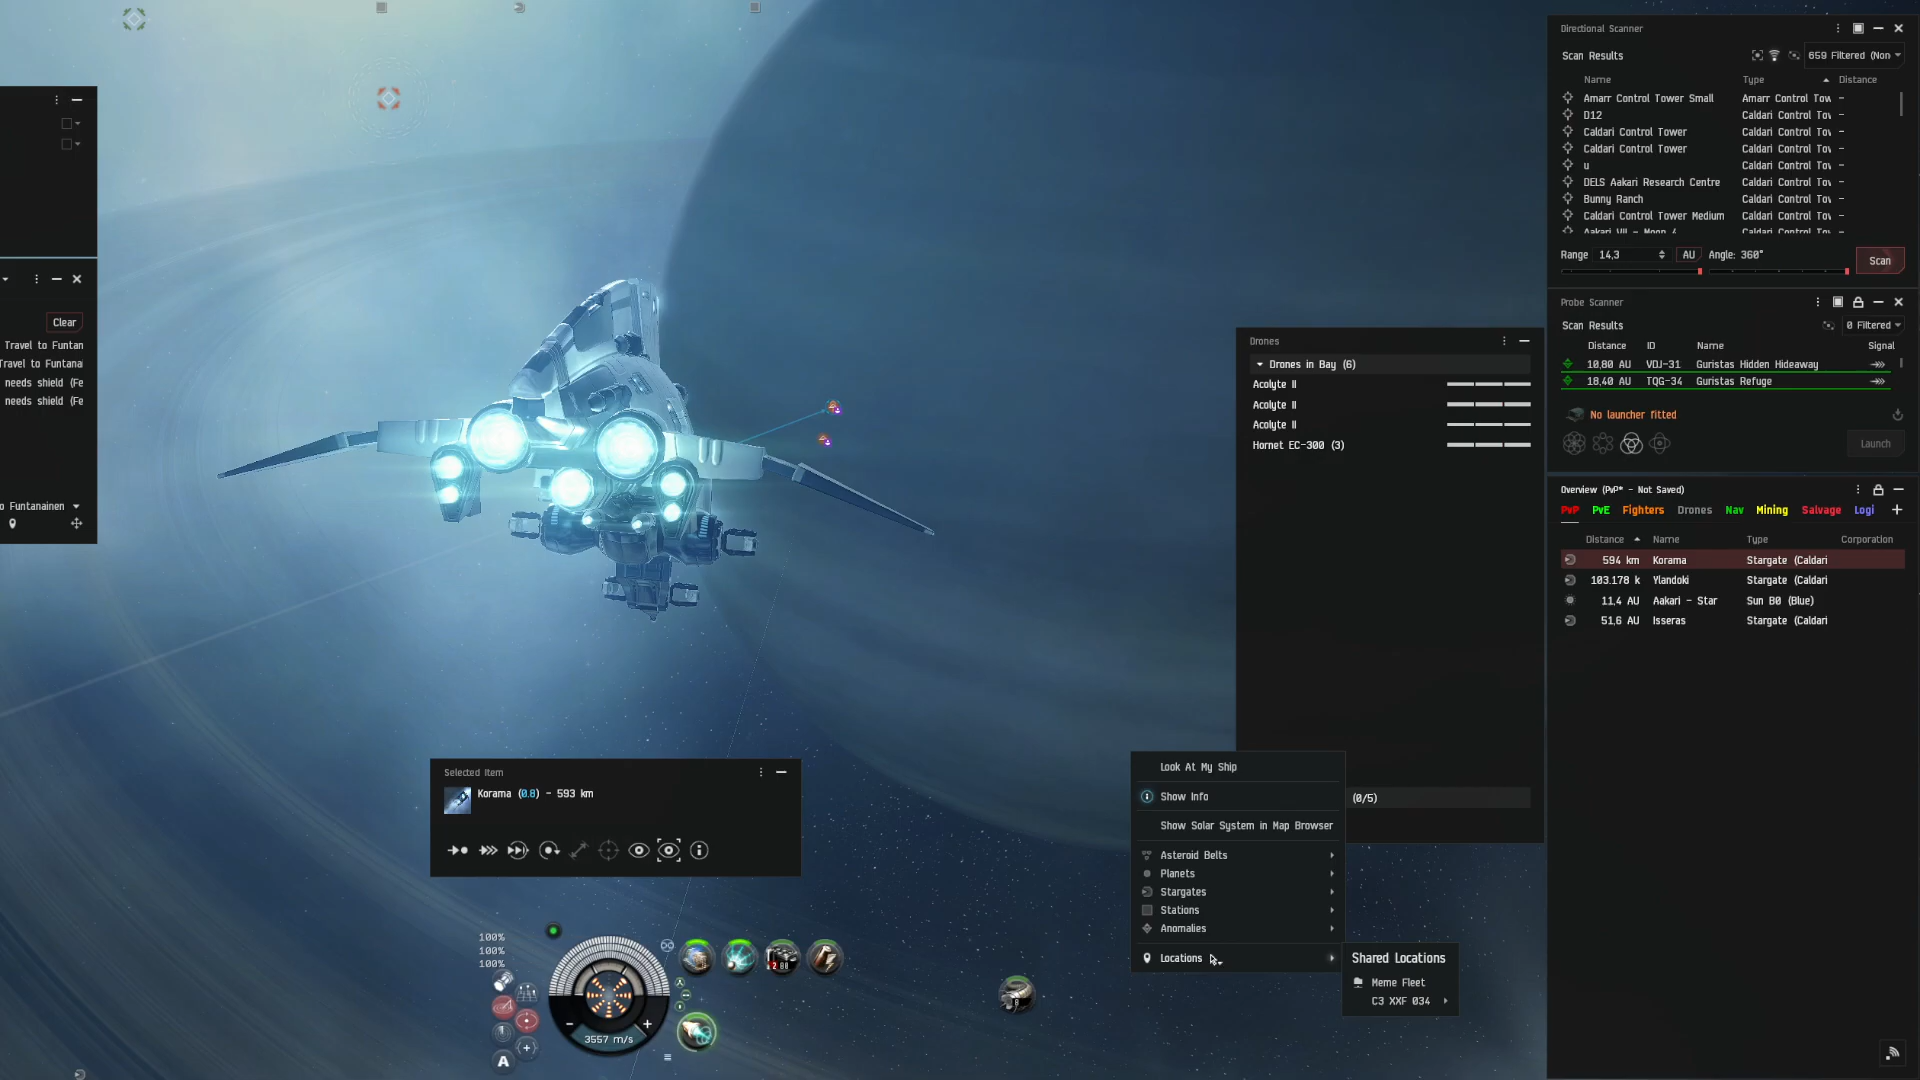 Clear
Travel to Funtan
Travel to Funtanai
needs shield (Fe
needs shield (Fe
o Funtanainen
Selected Item
Korama (0.8) - 593 km
100%
100%
100%
3557 m/s
A
Look At My Ship
Show Info
Show Solar System in Map Browser
Asteroid Belts
Planets
Stargates
Stations
Anomalies
Locations
Shared Locations
Meme Fleet
C3 XXF 034
Drones
Drones in Bay (6)
Acolyte II
Acolyte II
Acolyte II
Hornet EC-300 (3)
(0/5)
Directional Scanner
Scan Results
659 Filtered (Non
Name Type Distance
Amarr Control Tower Small Amarr Control Tow -
D12 Caldari Control Tow -
Caldari Control Tower Caldari Control Tow -
Caldari Control Tower Caldari Control Tow -
u Caldari Control Tow -
DELS Aakari Research Centre Caldari Control Tow -
Bunny Ranch Caldari Control Tow -
Caldari Control Tower Medium Caldari Control Tow -
Aakari VII - Moon 4 Caldari Control Tow -
Range 14,3 AU Angle: 360° Scan
Probe Scanner
Scan Results
0 Filtered
Distance ID Name Signal
10,80 AU VDJ-31 Guristas Hidden Hideaway
18,40 AU TQG-34 Guristas Refuge
No launcher fitted
Launch
Overview (PvP* - Not Saved)
PvP PvE Fighters Drones Nav Mining Salvage Logi +
Distance Name Type Corporation
594 km Korama Stargate (Caldari
103.178 k Ylandoki Stargate (Caldari
11,4 AU Aakari - Star Sun B0 (Blue)
51,6 AU Isseras Stargate (Caldari